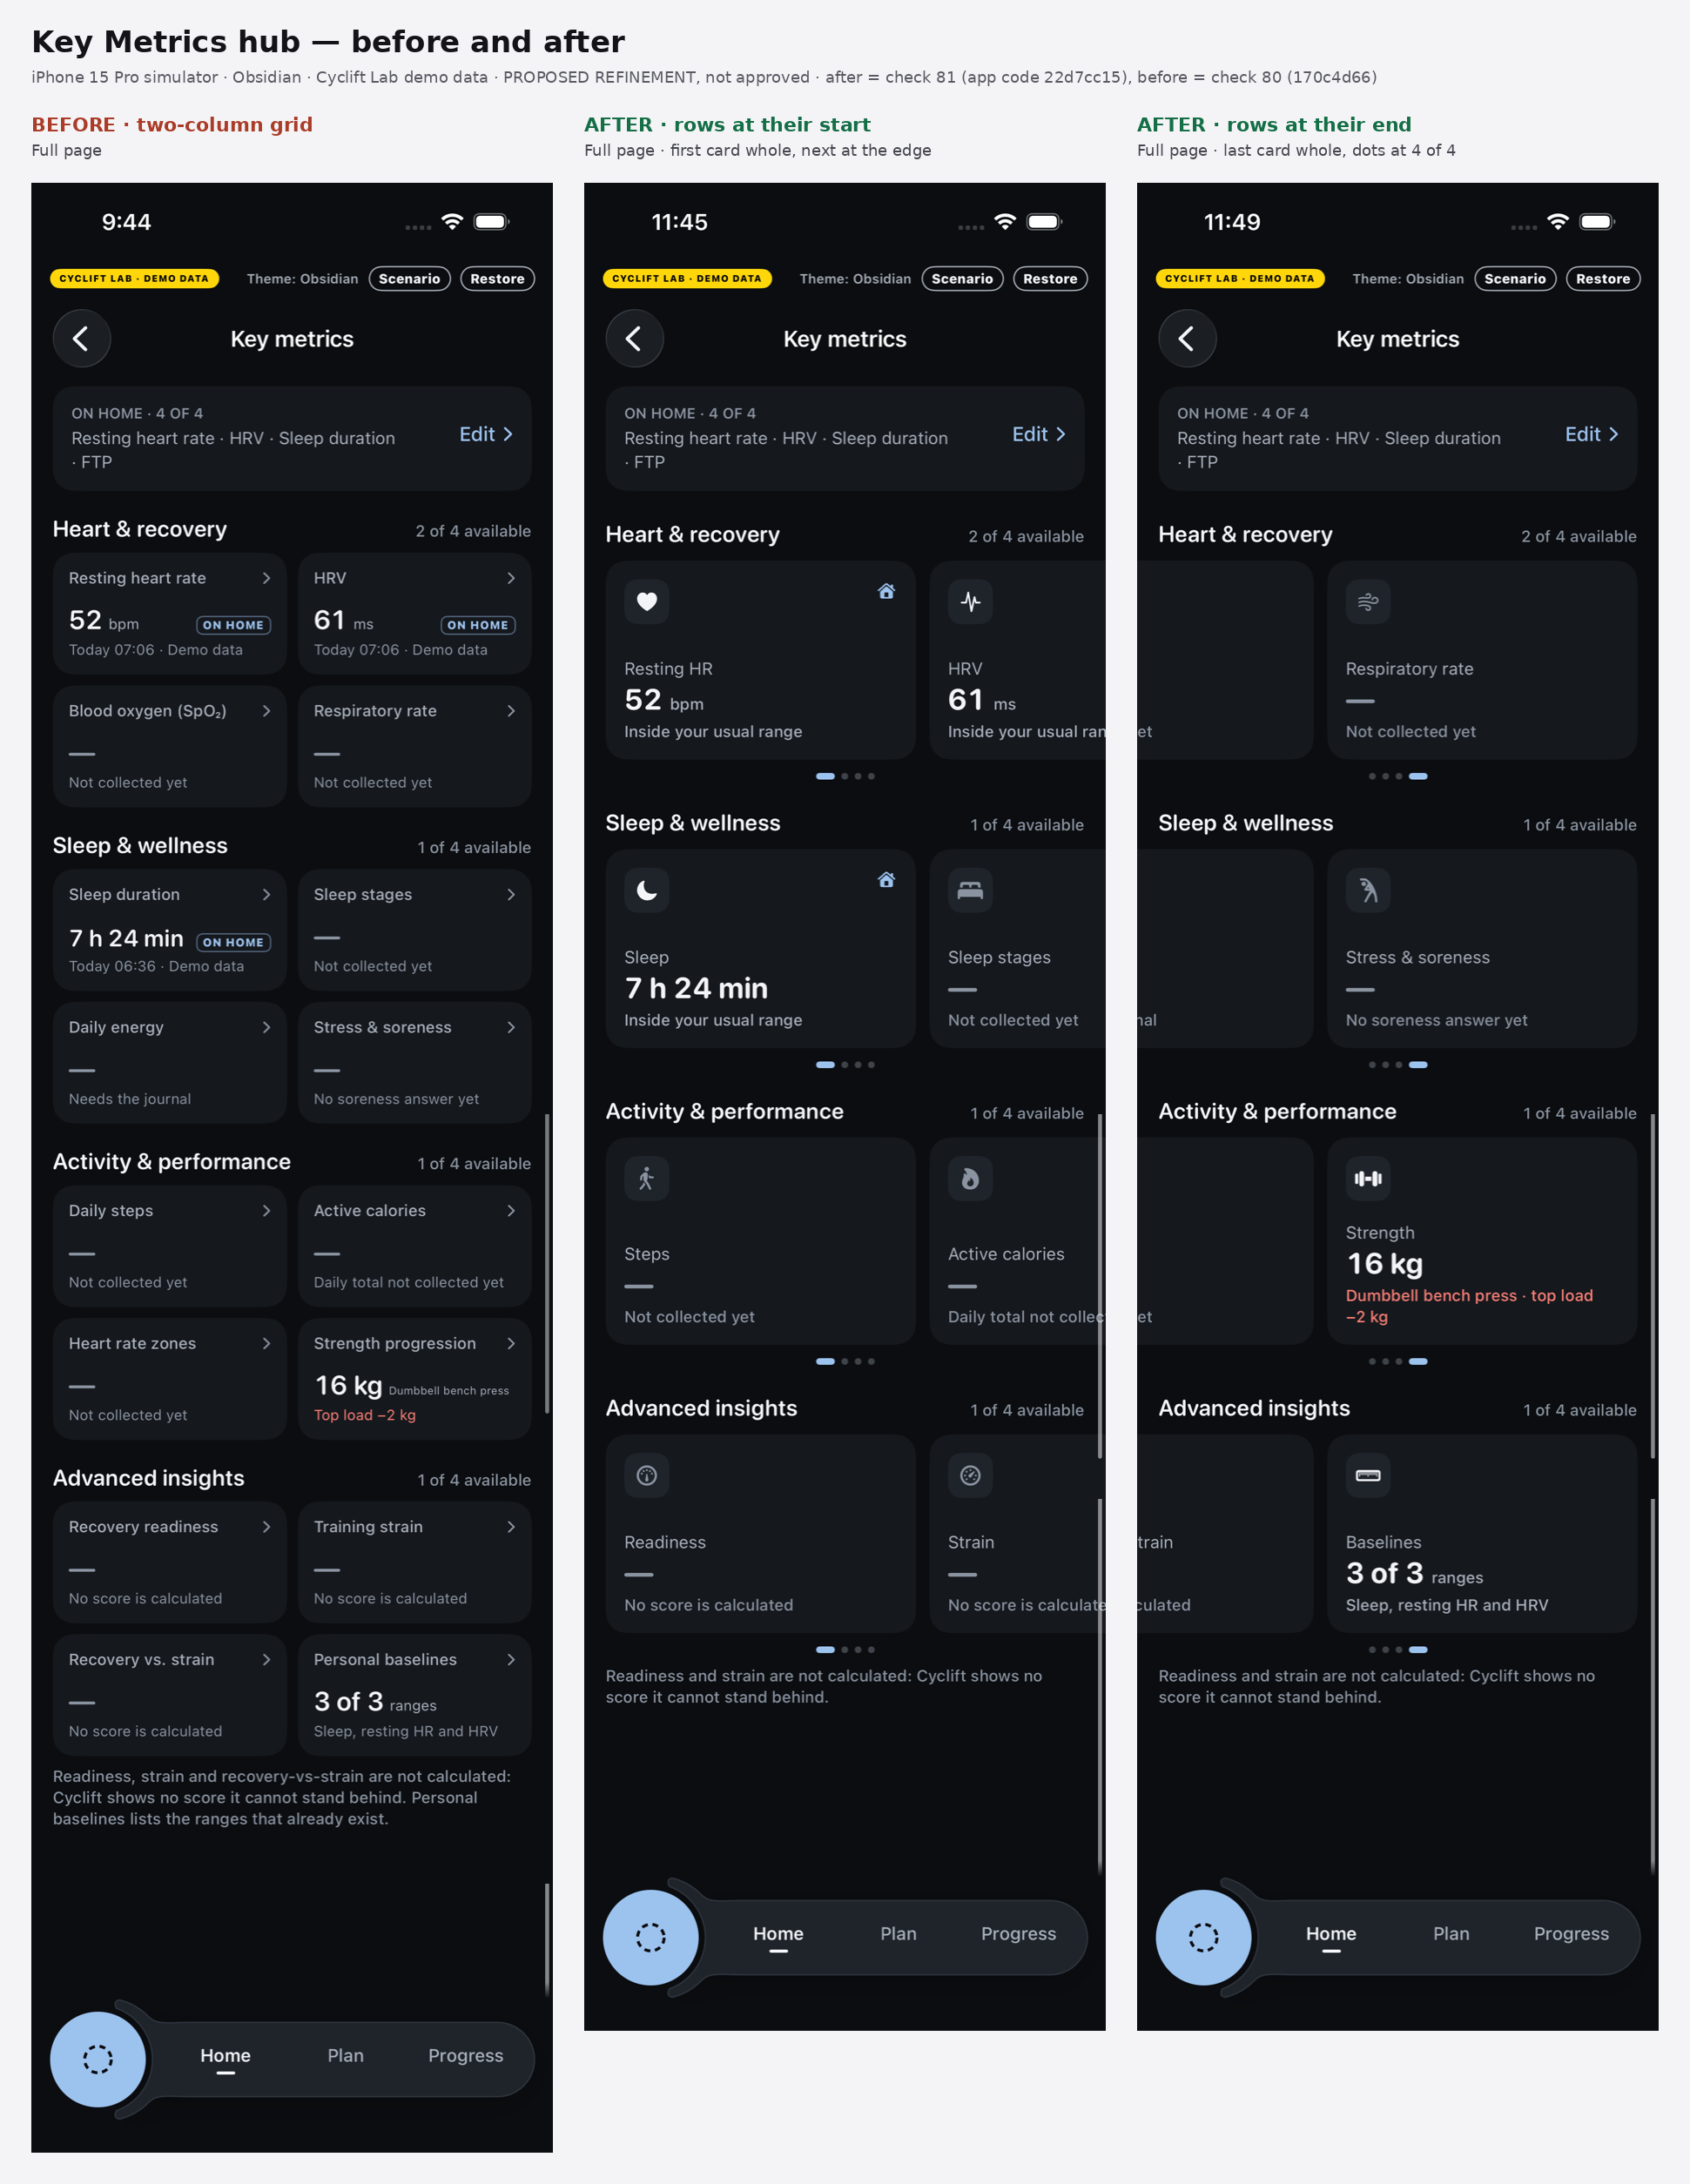 Key Metrics hub — before and after
iPhone 15 Pro simulator · Obsidian · Cyclift Lab demo data · PROPOSED REFINEMENT, not approved · after = check 81 (app code 22d7cc15), before = check 80 (170c4d66)
BEFORE · two-column grid
Full page
9:44
CYCLIFT LAB · DEMO DATA
Theme: Obsidian
Scenario
Restore
Key metrics
ON HOME · 4 OF 4
Resting heart rate · HRV · Sleep duration
· FTP
Edit
Heart & recovery
2 of 4 available
Resting heart rate
52 bpm
ON HOME
Today 07:06 · Demo data
HRV
61 ms
ON HOME
Today 07:06 · Demo data
Blood oxygen (SpO₂)
—
Not collected yet
Respiratory rate
—
Not collected yet
Sleep & wellness
1 of 4 available
Sleep duration
7 h 24 min
ON HOME
Today 06:36 · Demo data
Sleep stages
—
Not collected yet
Daily energy
—
Needs the journal
Stress & soreness
—
No soreness answer yet
Activity & performance
1 of 4 available
Daily steps
—
Not collected yet
Active calories
—
Daily total not collected yet
Heart rate zones
—
Not collected yet
Strength progression
16 kg Dumbbell bench press
Top load −2 kg
Advanced insights
1 of 4 available
Recovery readiness
—
No score is calculated
Training strain
—
No score is calculated
Recovery vs. strain
—
No score is calculated
Personal baselines
3 of 3 ranges
Sleep, resting HR and HRV
Readiness, strain and recovery-vs-strain are not calculated:
Cyclift shows no score it cannot stand behind. Personal
baselines lists the ranges that already exist.
Home
Plan
Progress
AFTER · rows at their start
Full page · first card whole, next at the edge
11:45
CYCLIFT LAB · DEMO DATA
Theme: Obsidian
Scenario
Restore
Key metrics
ON HOME · 4 OF 4
Resting heart rate · HRV · Sleep duration
· FTP
Edit
Heart & recovery
2 of 4 available
Resting HR
52 bpm
Inside your usual range
HRV
61 ms
Inside your usual ran
Sleep & wellness
1 of 4 available
Sleep
7 h 24 min
Inside your usual range
Sleep stages
—
Not collected yet
Activity & performance
1 of 4 available
Steps
—
Not collected yet
Active calories
—
Daily total not collec
Advanced insights
1 of 4 available
Readiness
—
No score is calculated
Strain
—
No score is calculate
Readiness and strain are not calculated: Cyclift shows no
score it cannot stand behind.
Home
Plan
Progress
AFTER · rows at their end
Full page · last card whole, dots at 4 of 4
11:49
CYCLIFT LAB · DEMO DATA
Theme: Obsidian
Scenario
Restore
Key metrics
ON HOME · 4 OF 4
Resting heart rate · HRV · Sleep duration
· FTP
Edit
Heart & recovery
2 of 4 available
et
Respiratory rate
—
Not collected yet
Sleep & wellness
1 of 4 available
nal
Stress & soreness
—
No soreness answer yet
Activity & performance
1 of 4 available
et
Strength
16 kg
Dumbbell bench press · top load
−2 kg
Advanced insights
1 of 4 available
train
culated
Baselines
3 of 3 ranges
Sleep, resting HR and HRV
Readiness and strain are not calculated: Cyclift shows no
score it cannot stand behind.
Home
Plan
Progress